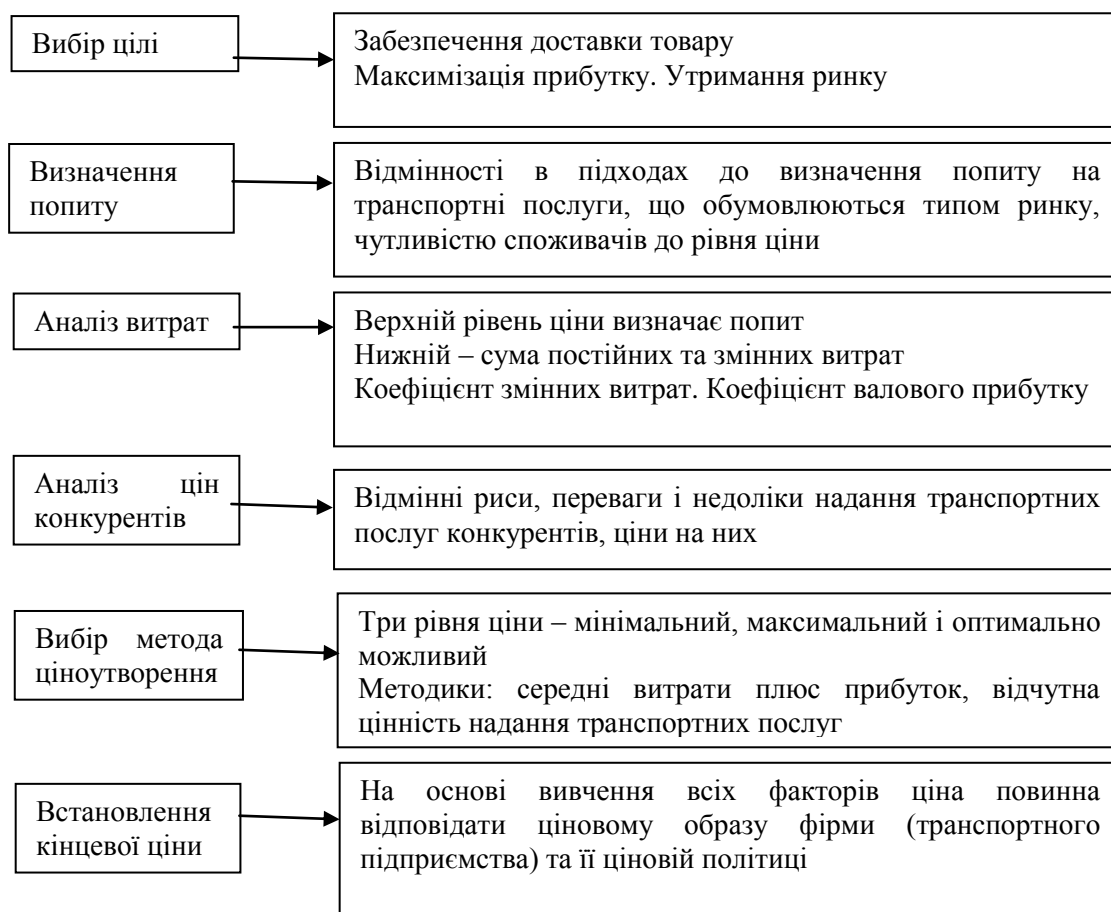 Вибір цілі
Забезпечення доставки товару
Максимізація прибутку. Утримання ринку
Визначення
попиту
Відмінності в підходах до визначення попиту на
транспортні послуги, що обумовлюються типом ринку,
чутливістю споживачів до рівня ціни
Аналіз витрат
Верхній рівень ціни визначає попит
Нижній – сума постійних та змінних витрат
Коефіцієнт змінних витрат. Коефіцієнт валового прибутку
Аналіз цін
конкурентів
Відмінні риси, переваги і недоліки надання транспортних
послуг конкурентів, ціни на них
Вибір метода
ціноутворення
Три рівня ціни – мінімальний, максимальний і оптимально
можливий
Методики: середні витрати плюс прибуток, відчутна
цінність надання транспортних послуг
Встановлення
кінцевої ціни
На основі вивчення всіх факторів ціна повинна
відповідати ціновому образу фірми (транспортного
підприємства) та її ціновій політиці